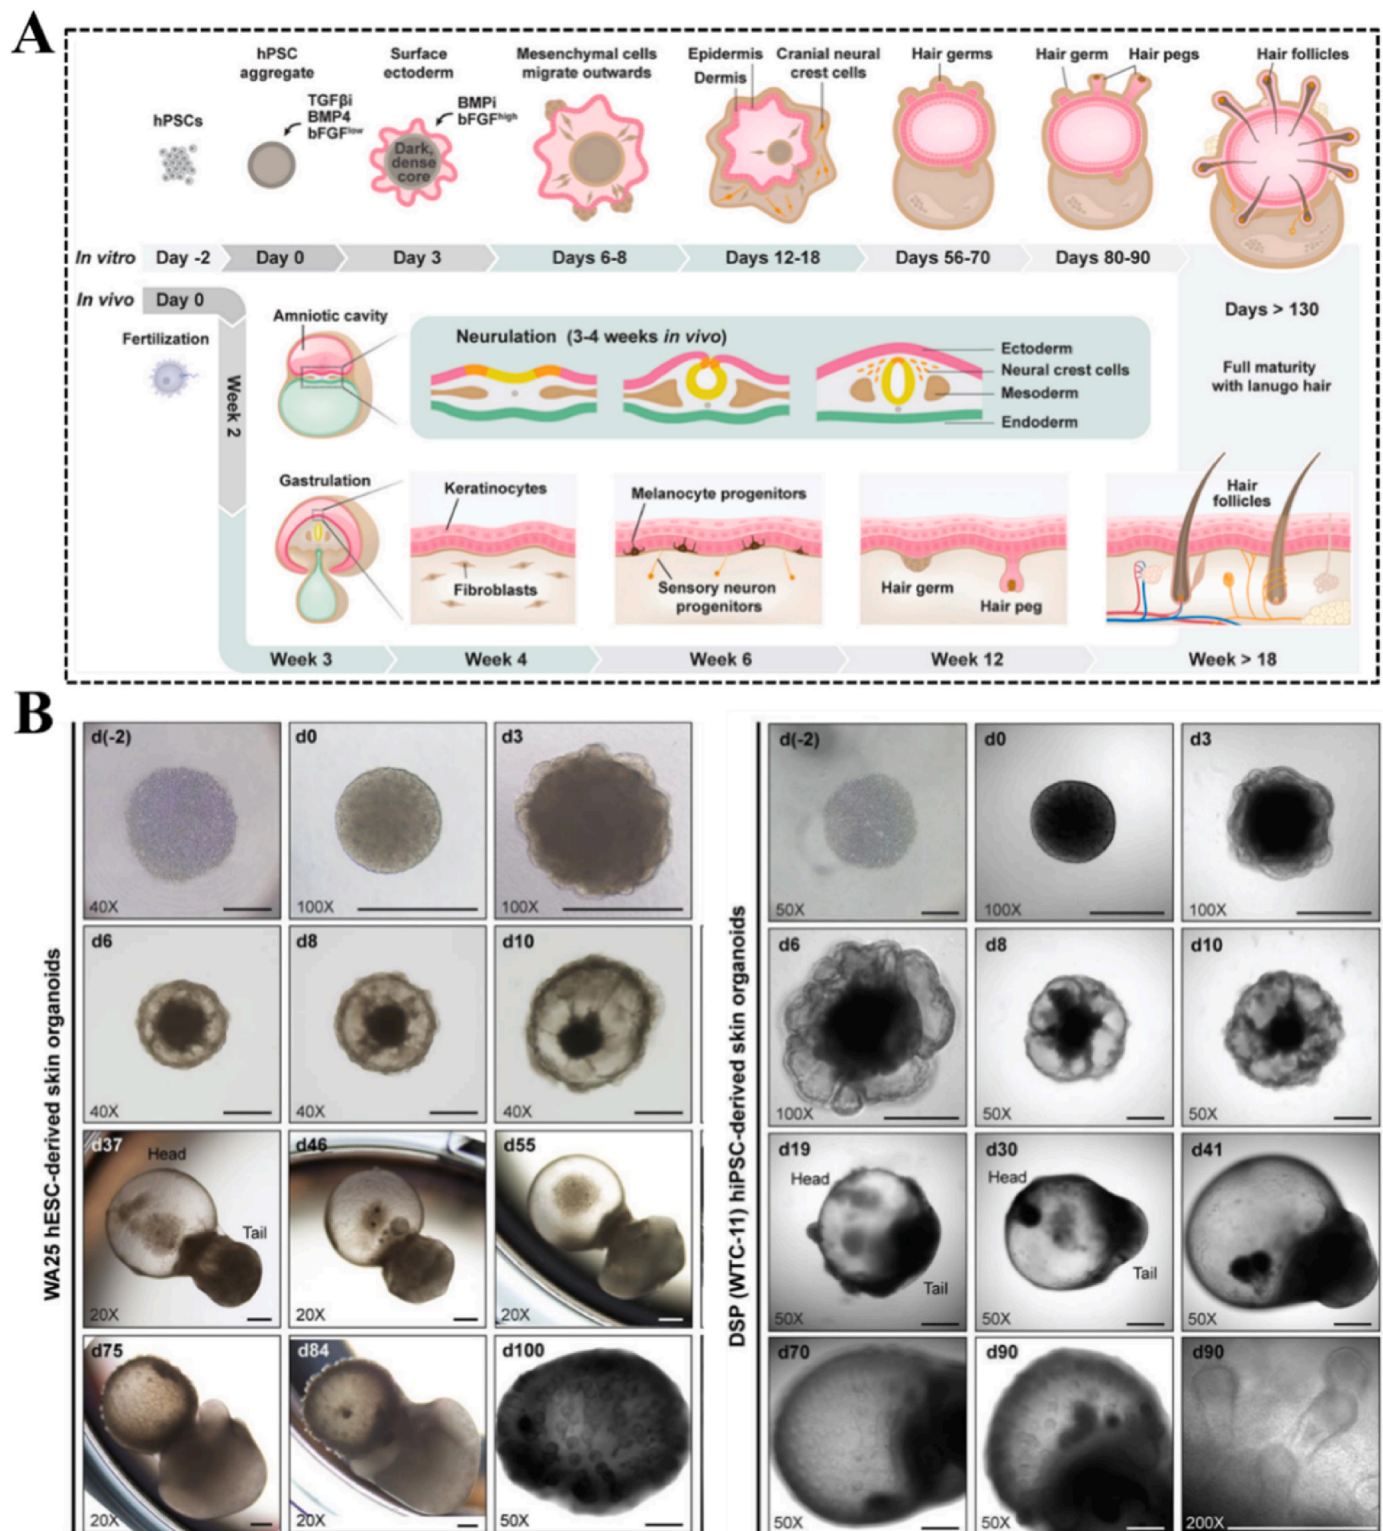 A
hPSCs
hPSC
aggregate
TGFβi
BMP4
bFGFlow
Surface
ectoderm
BMPi
bFGFhigh
Dark,
dense
core
Mesenchymal cells
migrate outwards
Epidermis
Dermis
Cranial neural
crest cells
Hair germs
Hair germ
Hair pegs
Hair follicles
In vitro Day -2 Day 0 Day 3 Days 6-8 Days 12-18 Days 56-70 Days 80-90
In vivo Day 0
Days > 130
Full maturity
with lanugo hair
Fertilization
Week 2
Amniotic cavity
Neurulation (3-4 weeks in vivo)
Ectoderm
Neural crest cells
Mesoderm
Endoderm
Gastrulation
Keratinocytes
Fibroblasts
Melanocyte progenitors
Sensory neuron
progenitors
Hair germ
Hair peg
Hair
follicles
Week 3 Week 4 Week 6 Week 12 Week > 18
B
WA25 hESC-derived skin organoids
d(-2) d0 d3
40X 100X 100X
d6 d8 d10
40X 40X 40X
d37 d46 d55
Head
Tail
20X 20X 20X
d75 d84 d100
20X 20X 50X
DSP (WTC-11) hiPSC-derived skin organoids
d(-2) d0 d3
50X 100X 100X
d6 d8 d10
100X 50X 50X
d19 d30 d41
Head Head
Tail Tail
50X 50X 50X
d70 d90 d90
50X 50X 200X